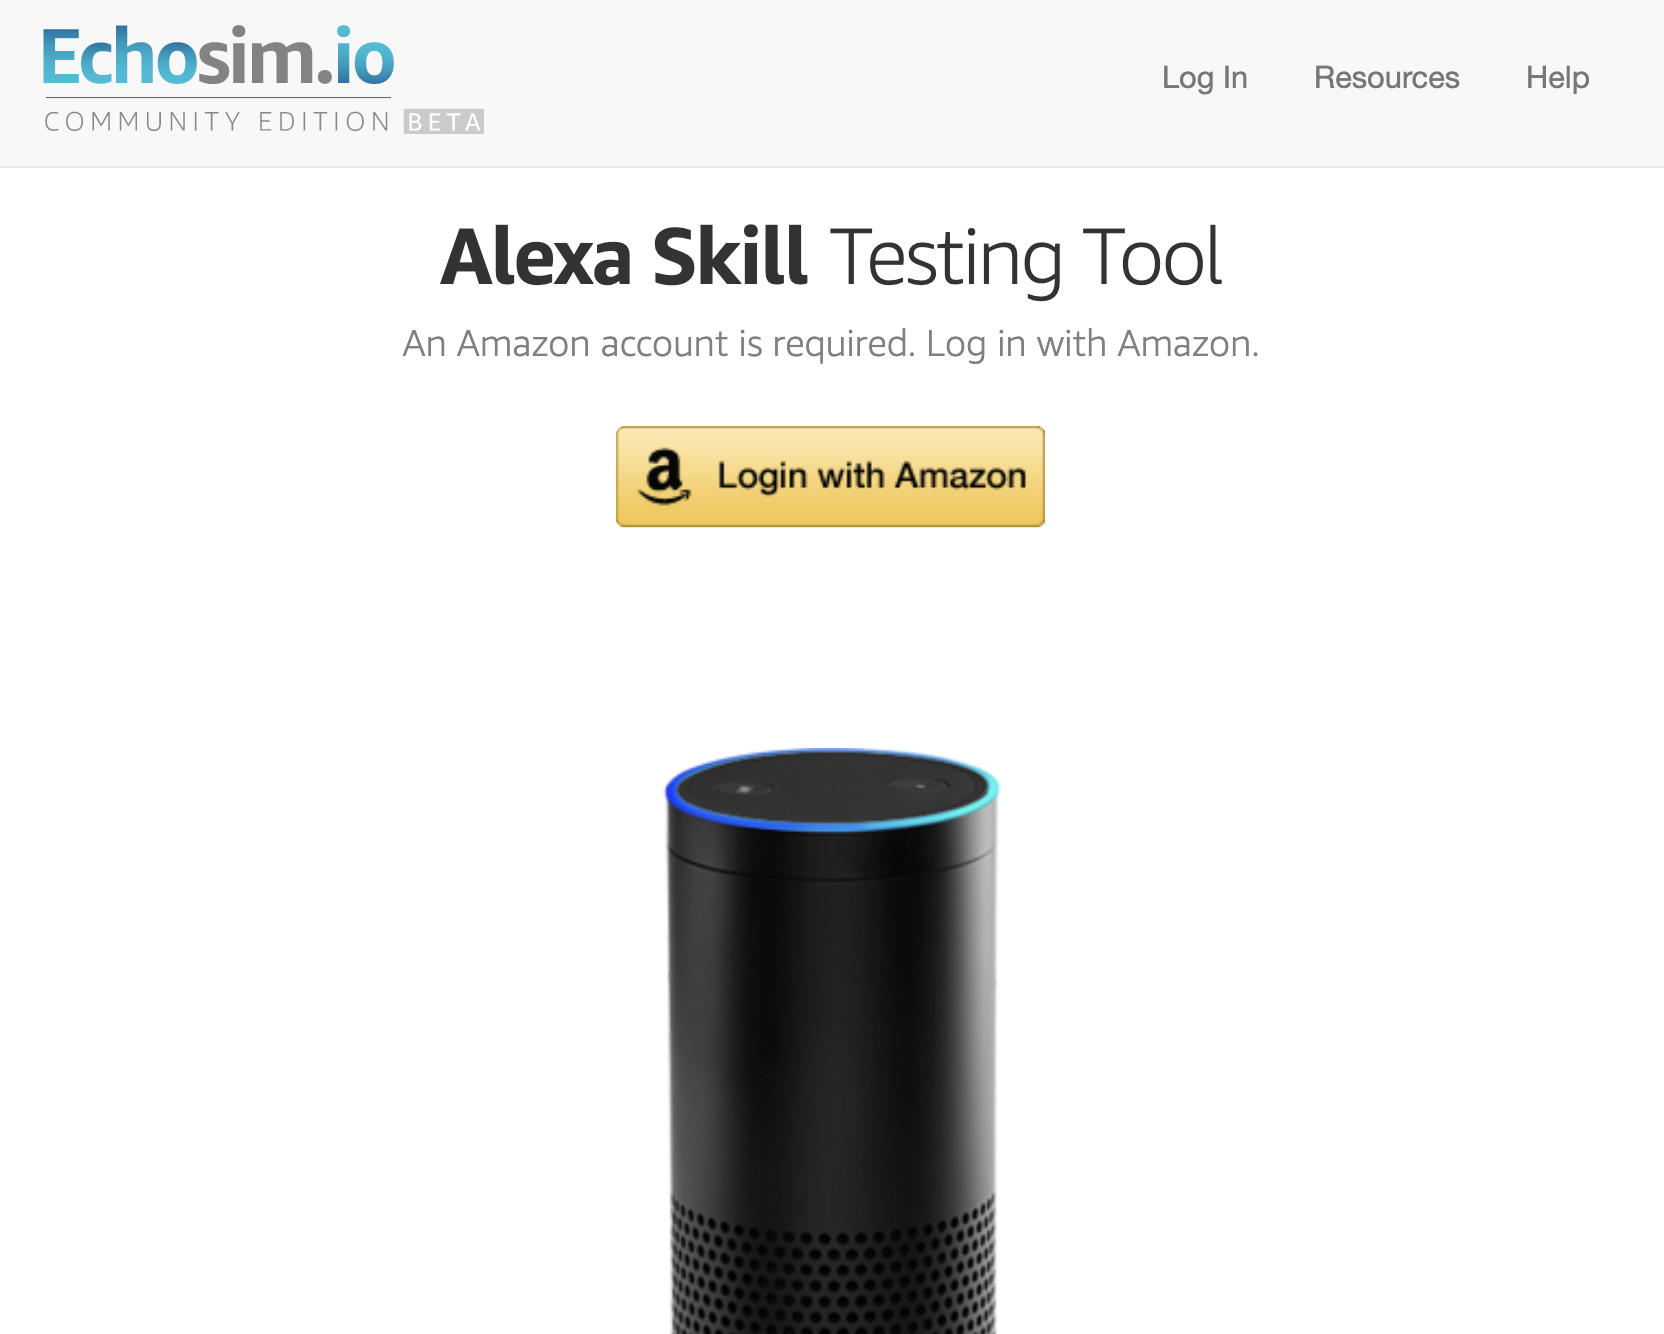 Echosim.io
COMMUNITY EDITION BETA
Log In Resources Help
Alexa Skill Testing Tool
An Amazon account is required. Log in with Amazon.
a Login with Amazon